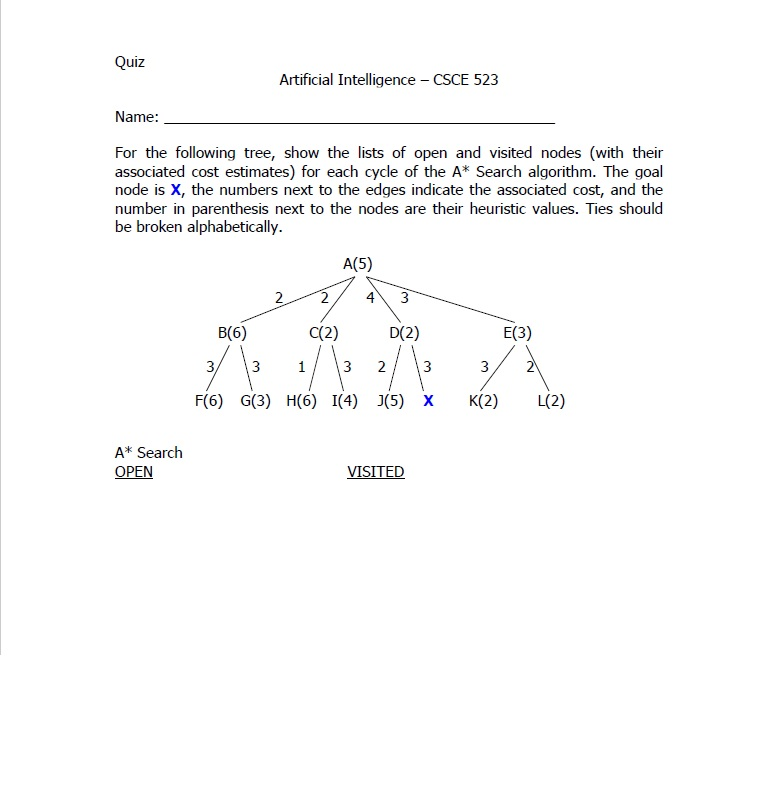 Quiz
Artificial Intelligence – CSCE 523
Name:
For the following tree, show the lists of open and visited nodes (with their
associated cost estimates) for each cycle of the A* Search algorithm. The goal
node is X, the numbers next to the edges indicate the associated cost, and the
number in parenthesis next to the nodes are their heuristic values. Ties should
be broken alphabetically.
A(5)
2 2 4 3
B(6) C(2) D(2) E(3)
3 3 1 3 2 3 3 2
F(6) G(3) H(6) I(4) J(5) X K(2) L(2)
A* Search
OPEN VISITED